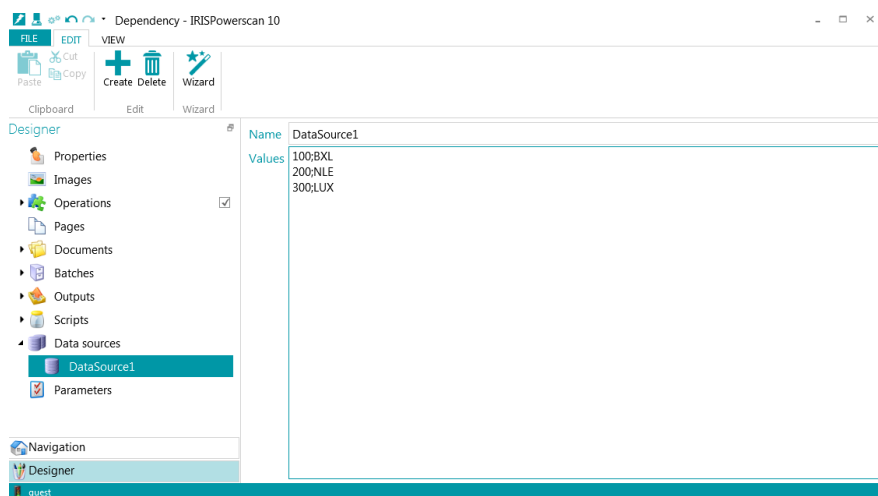 Dependency - IRISPowerscan 10
FILE EDIT VIEW
Paste
Cut
Copy
Create Delete
Wizard
Clipboard Edit Wizard
Designer
Properties
Images
Operations
Pages
Documents
Batches
Outputs
Scripts
Data sources
DataSource1
Parameters
Navigation
Designer
guest
Name DataSource1
Values 100;BXL
200;NLE
300;LUX